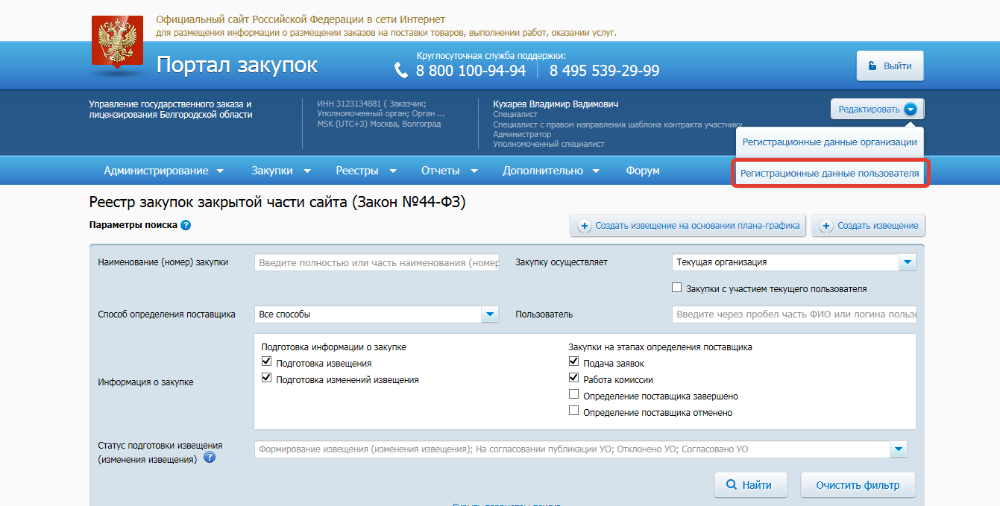 Официальный сайт Российской Федерации в сети Интернет
для размещения информации о размещении заказов на поставки товаров, выполнении работ, оказании услуг.
Портал закупок
Круглосуточная служба поддержки:
8 800 100-94-94 8 495 539-29-99
Выйти
Управление государственного заказа и
лицензирования Белгородской области
ИНН 3123134881 ( Заказчик;
Уполномоченный орган; Орган ...
MSK (UTC+3) Москва, Волгоград
Кухарев Владимир Вадимович
Специалист
Специалист с правом направления шаблона контракта участнику
Администратор
Уполномоченный специалист
Редактировать
Регистрационные данные организации
Регистрационные данные пользователя
Администрирование Закупки Реестры Отчеты Дополнительно Форум
Реестр закупок закрытой части сайта (Закон №44-ФЗ)
Параметры поиска ?
Создать извещение на основании плана-графика Создать извещение
Наименование (номер) закупки Введите полностью или часть наименования (номер Закупку осуществляет Текущая организация
Закупки с участием текущего пользователя
Способ определения поставщика Все способы Пользователь Введите через пробел часть ФИО или логина пользо
Подготовка информации о закупке Закупки на этапах определения поставщика
Подготовка извещения Подача заявок
Информация о закупке Подготовка изменений извещения Работа комиссии
Определение поставщика завершено
Определение поставщика отменено
Статус подготовки извещения
(изменения извещения) ? Формирование извещения (изменения извещения); На согласовании публикации УО; Отклонено УО; Согласовано УО
Найти Очистить фильтр